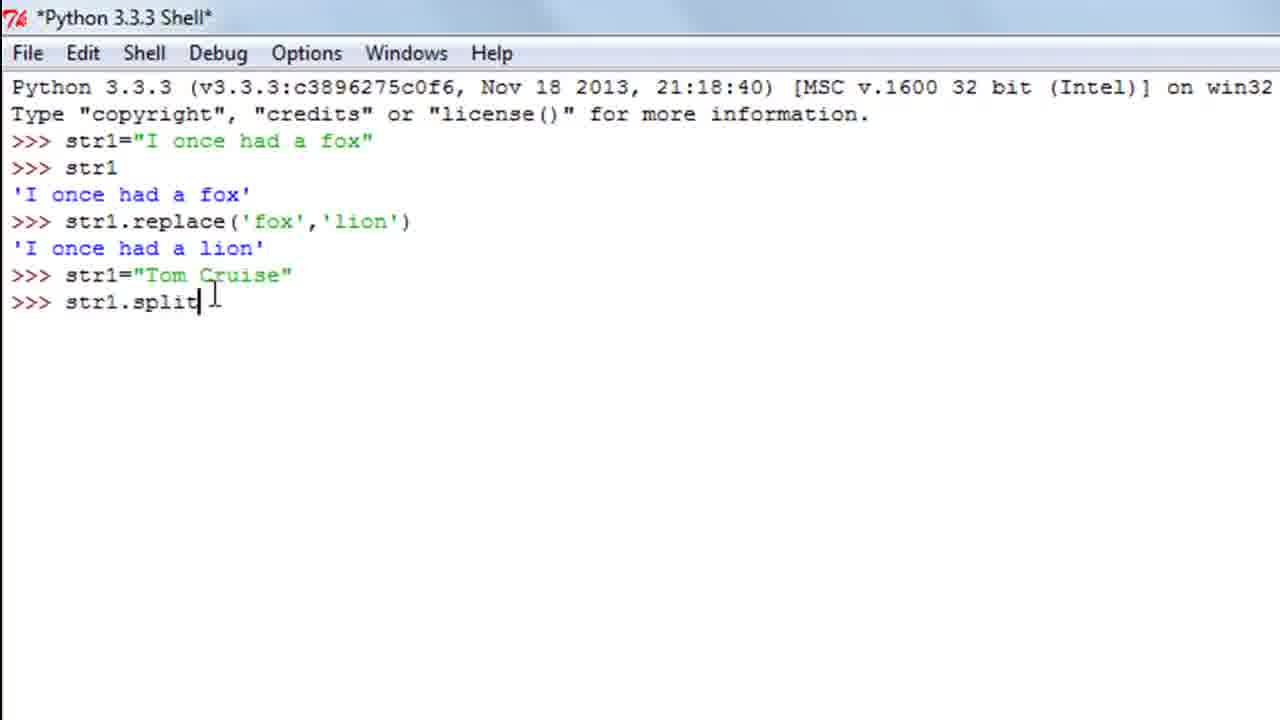 *Python 3.3.3 Shell*
File Edit Shell Debug Options Windows Help
Python 3.3.3 (v3.3.3:c3896275c0f6, Nov 18 2013, 21:18:40) [MSC v.1600 32 bit (Intel)] on win32
Type "copyright", "credits" or "license()" for more information.
>>> str1="I once had a fox"
>>> str1
'I once had a fox'
>>> str1.replace('fox','lion')
'I once had a lion'
>>> str1="Tom Cruise"
>>> str1.split